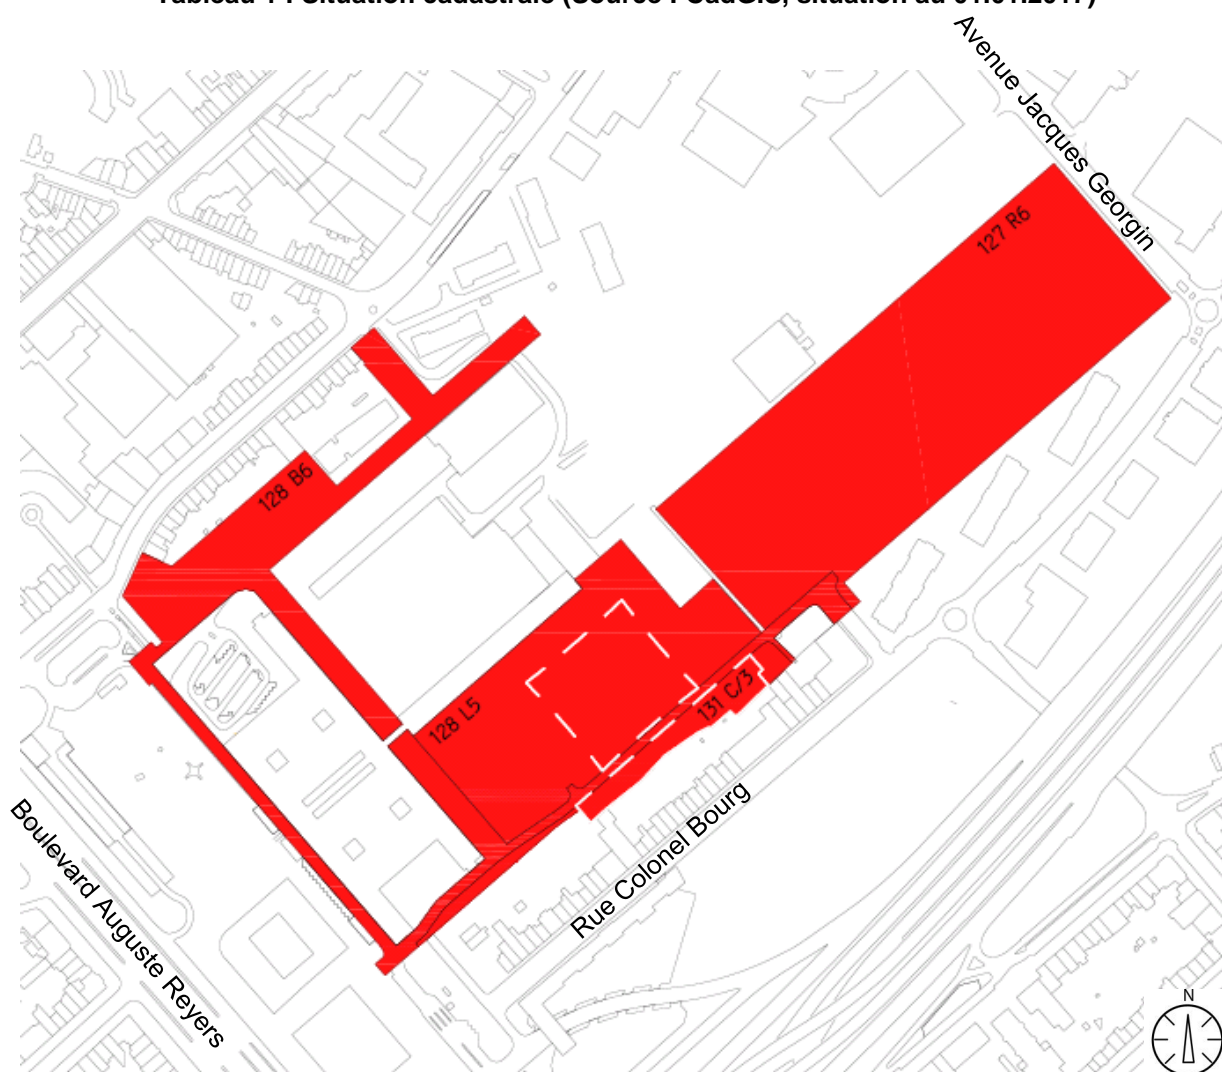 Avenue Jacques Georgin
127 R6
128 B6
128 L5
131 C/3
Boulevard Auguste Reyers
Rue Colonel Bourg
N